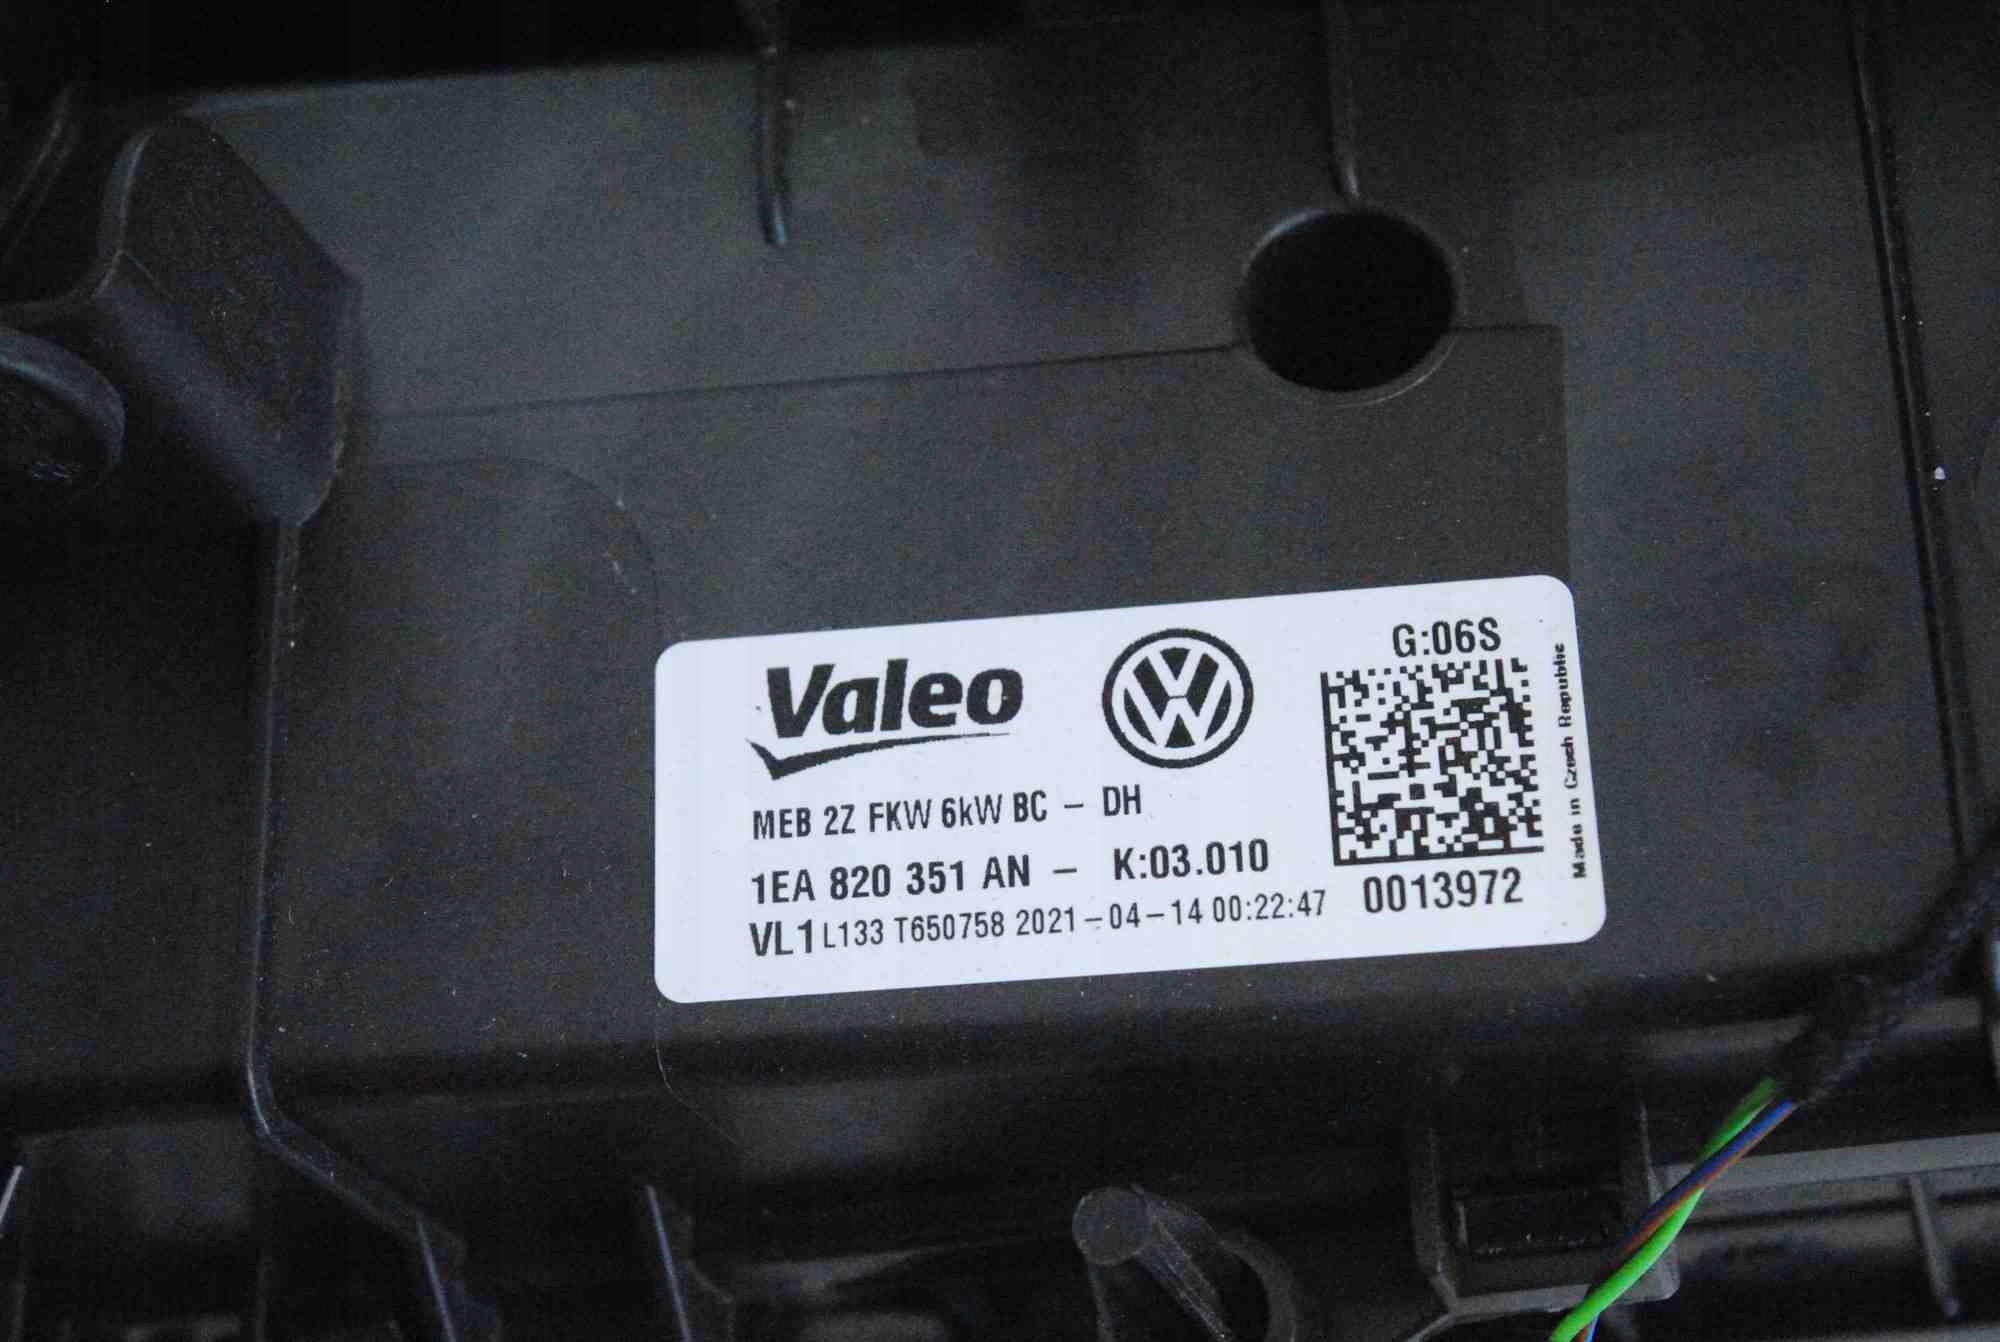 Valeo
G:06S
MEB 2Z FKW 6kW BC - DH
1EA 820 351 AN - K:03.010
VL1 L133 T650758 2021-04-14 00:22:47
0013972
Made in Czech Republic